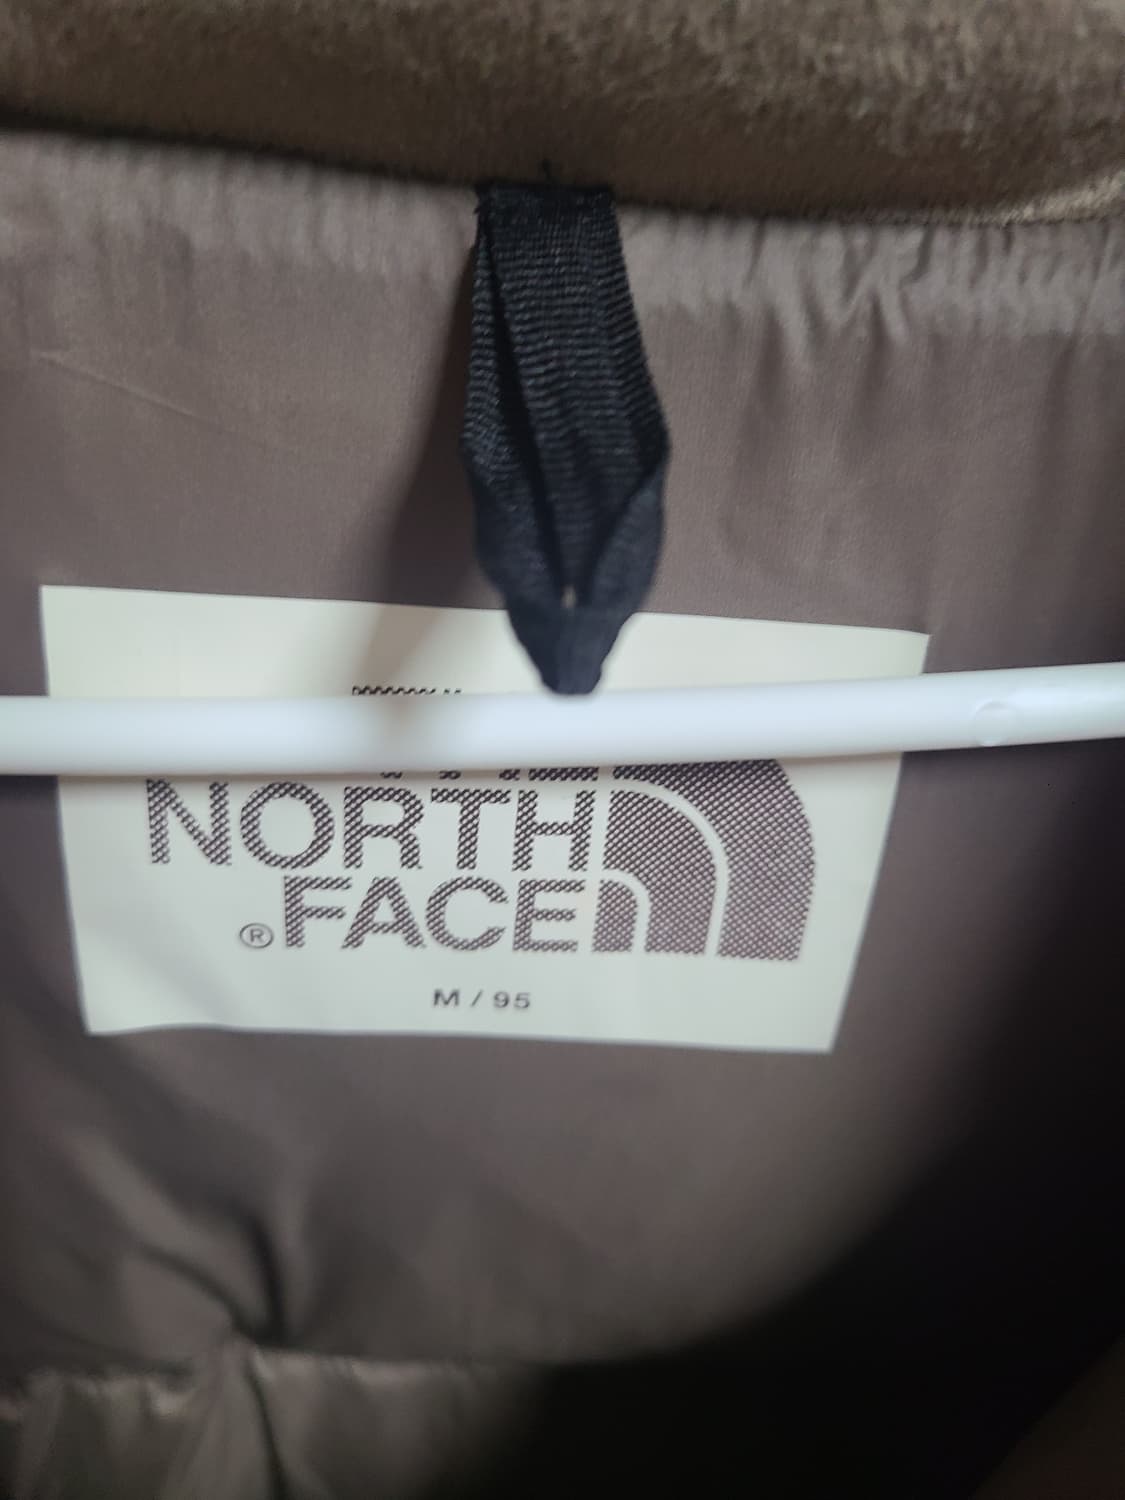 NORTH
FACE
®
M / 95